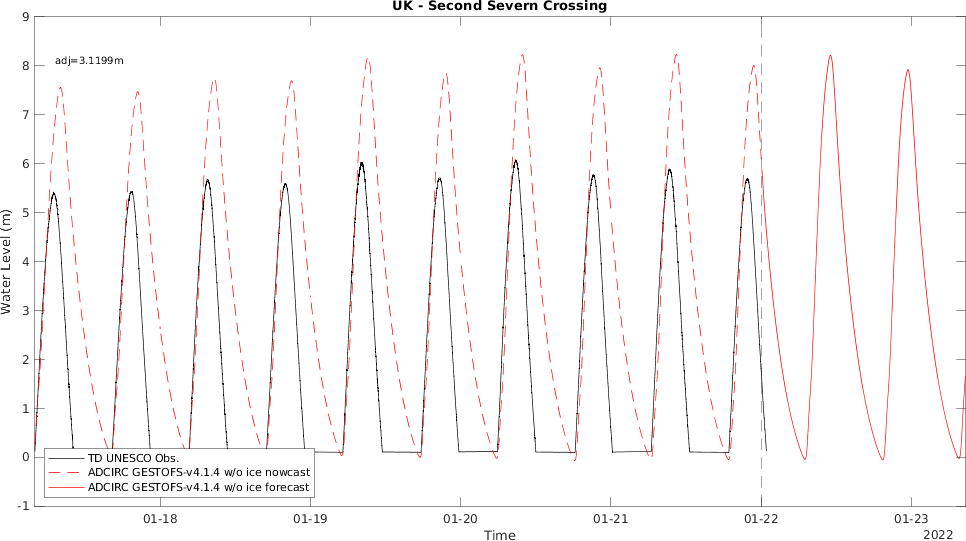 UK - Second Severn Crossing
9
8
7
6
5
4
3
2
1
0
-1
Water Level (m)
adj=3.1199m
TD UNESCO Obs.
ADCIRC GESTOFS-v4.1.4 w/o ice nowcast
ADCIRC GESTOFS-v4.1.4 w/o ice forecast
01-18 01-19 01-20 01-21 01-22 01-23
Time
2022